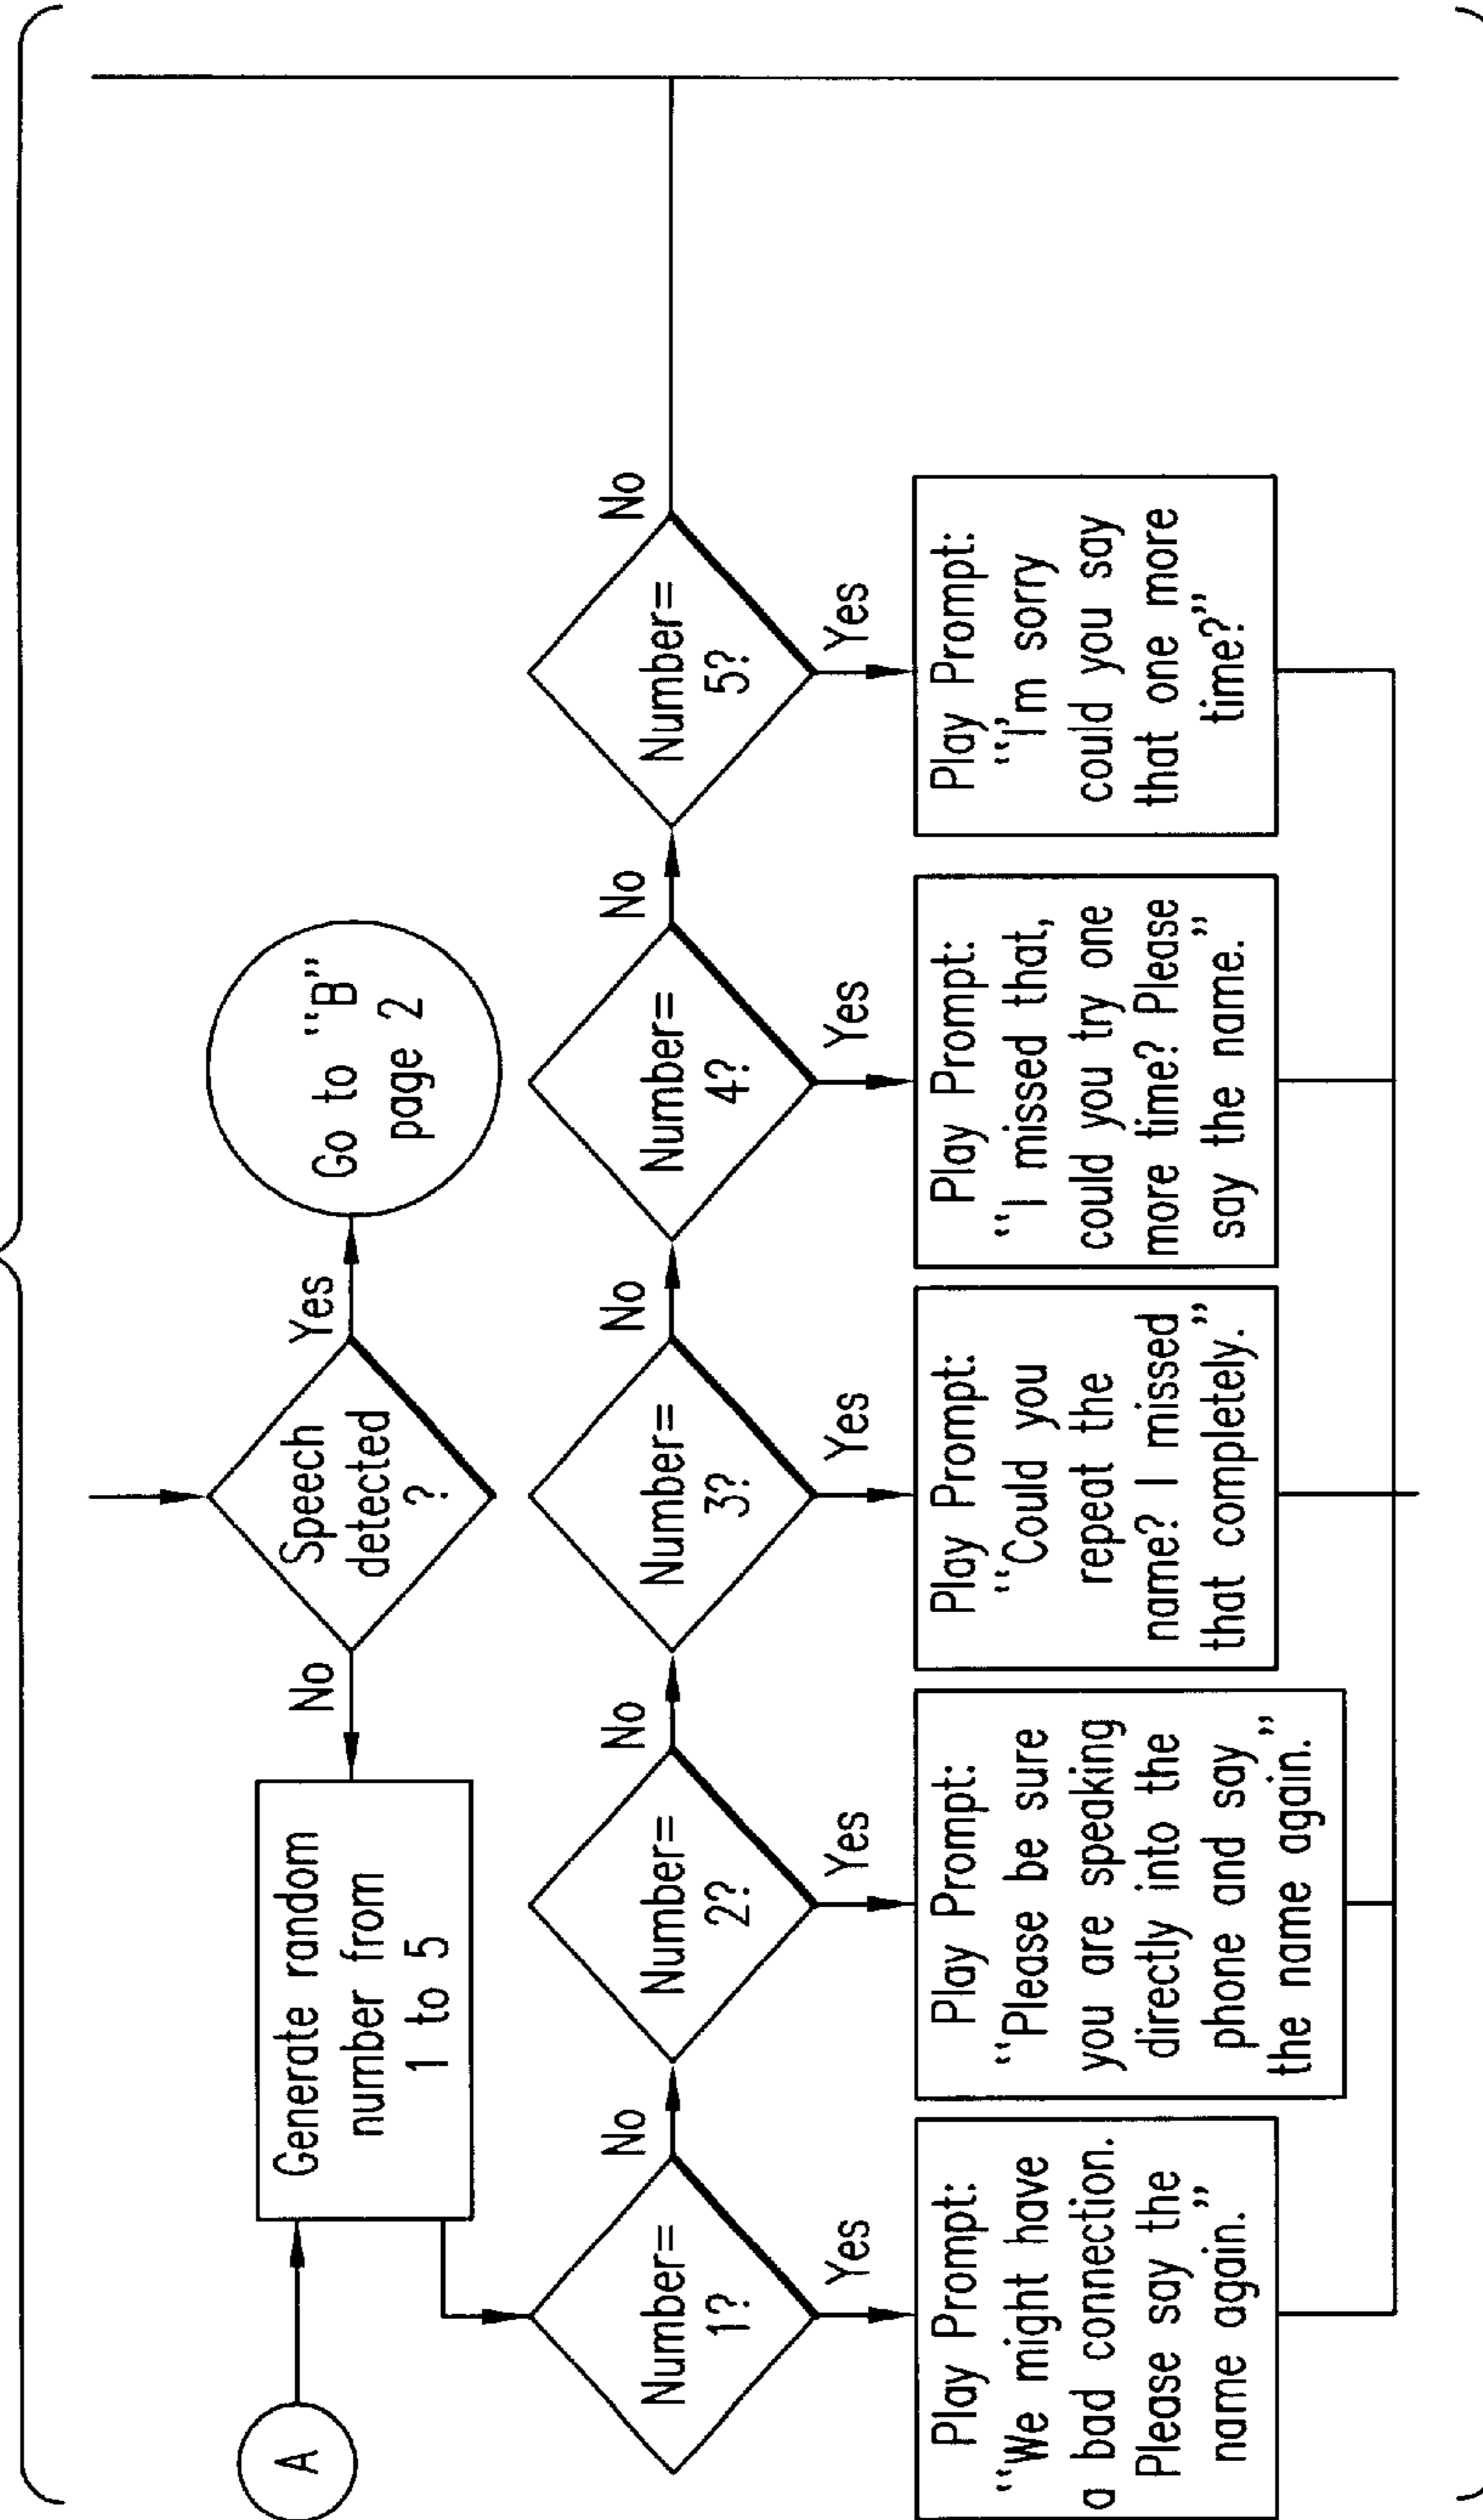 Speech
detected
?
Yes
Go to "B"
page 2
No
Generate random
number from
1 to 5
A
Number=
1?
No
Number=
2?
No
Number=
3?
No
Number=
4?
No
Number=
5?
No
Yes
Yes
Yes
Yes
Yes
Play Prompt:
"We might have
a bad connection.
Please say the
name again."
Play Prompt:
"Please be sure
you are speaking
directly into the
phone and say,
the name again."
Play Prompt:
"Could you
repeat the
name? I missed
that completely."
Play Prompt:
"I missed that,
could you try one
more time? Please
say the name."
Play Prompt:
"I'm sorry
could you say
that one more
time?"